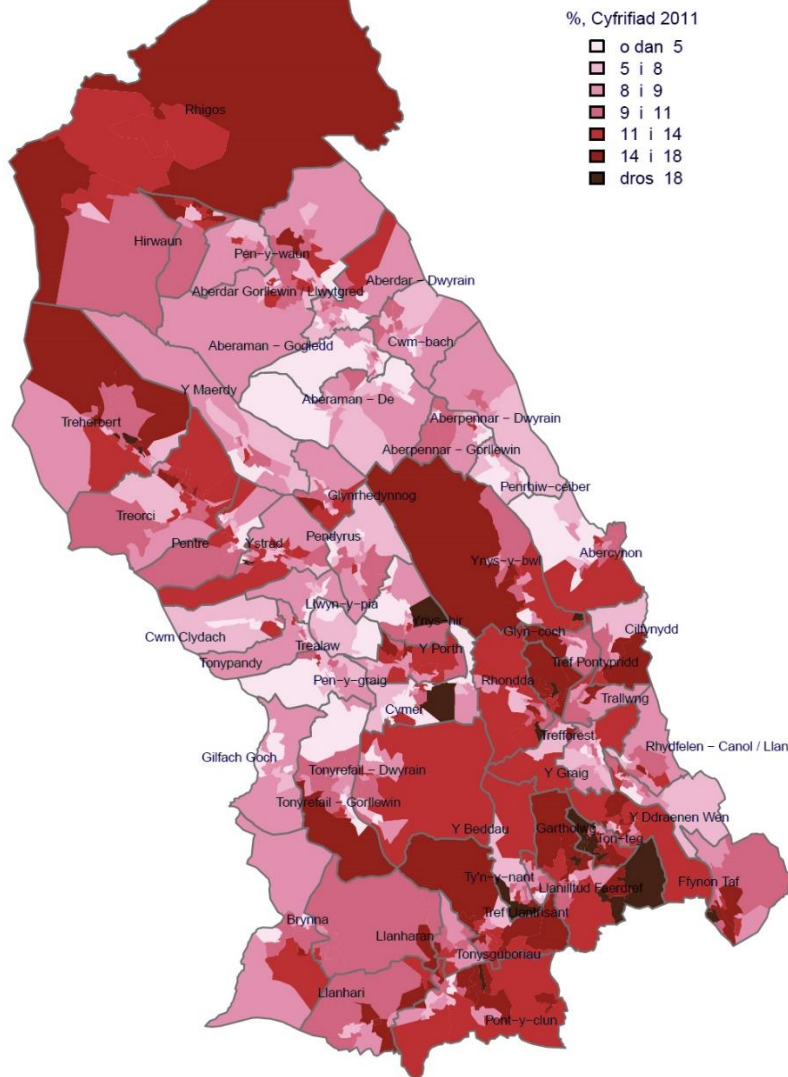 %, Cyfrifiad 2011
o dan 5
5 i 8
8 i 9
9 i 11
11 i 14
14 i 18
dros 18
Rhigos
Hirwaun
Pen-y-waun
Aberdar Gorllewin / Llwytgred
Aberdar - Dwyrain
Aberaman - Gogledd
Cwm-bach
Y Maerdy
Aberaman - De
Treherbert
Aberpennar - Dwyrain
Aberpennar - Gorllewin
Penrhiw-ceiber
Glynrhedynnog
Treorci
Pentre
Ystrad
Pendyrus
Ynys-y-bwl
Abercynon
Llwyn-y-pia
Ynys-hir
Glyn-coch
Cilfynydd
Cwm Clydach
Trealaw
Y Porth
Tref Pontypridd
Tonypandy
Pen-y-graig
Rhondda
Trallwng
Cymer
Trefforest
Rhydfelen - Canol / Llan
Gilfach Goch
Tonyrefail - Dwyrain
Y Graig
Tonyrefail - Gorllewin
Y Beddau
Gartholwg
Y Ddraenen Wen
Ton-teg
Ty'n-y-nant
Llanilltud Faerdref
Ffynon Taf
Brynna
Tref Llantrisant
Llanharan
Tonysguboriau
Llanhari
Pont-y-clun